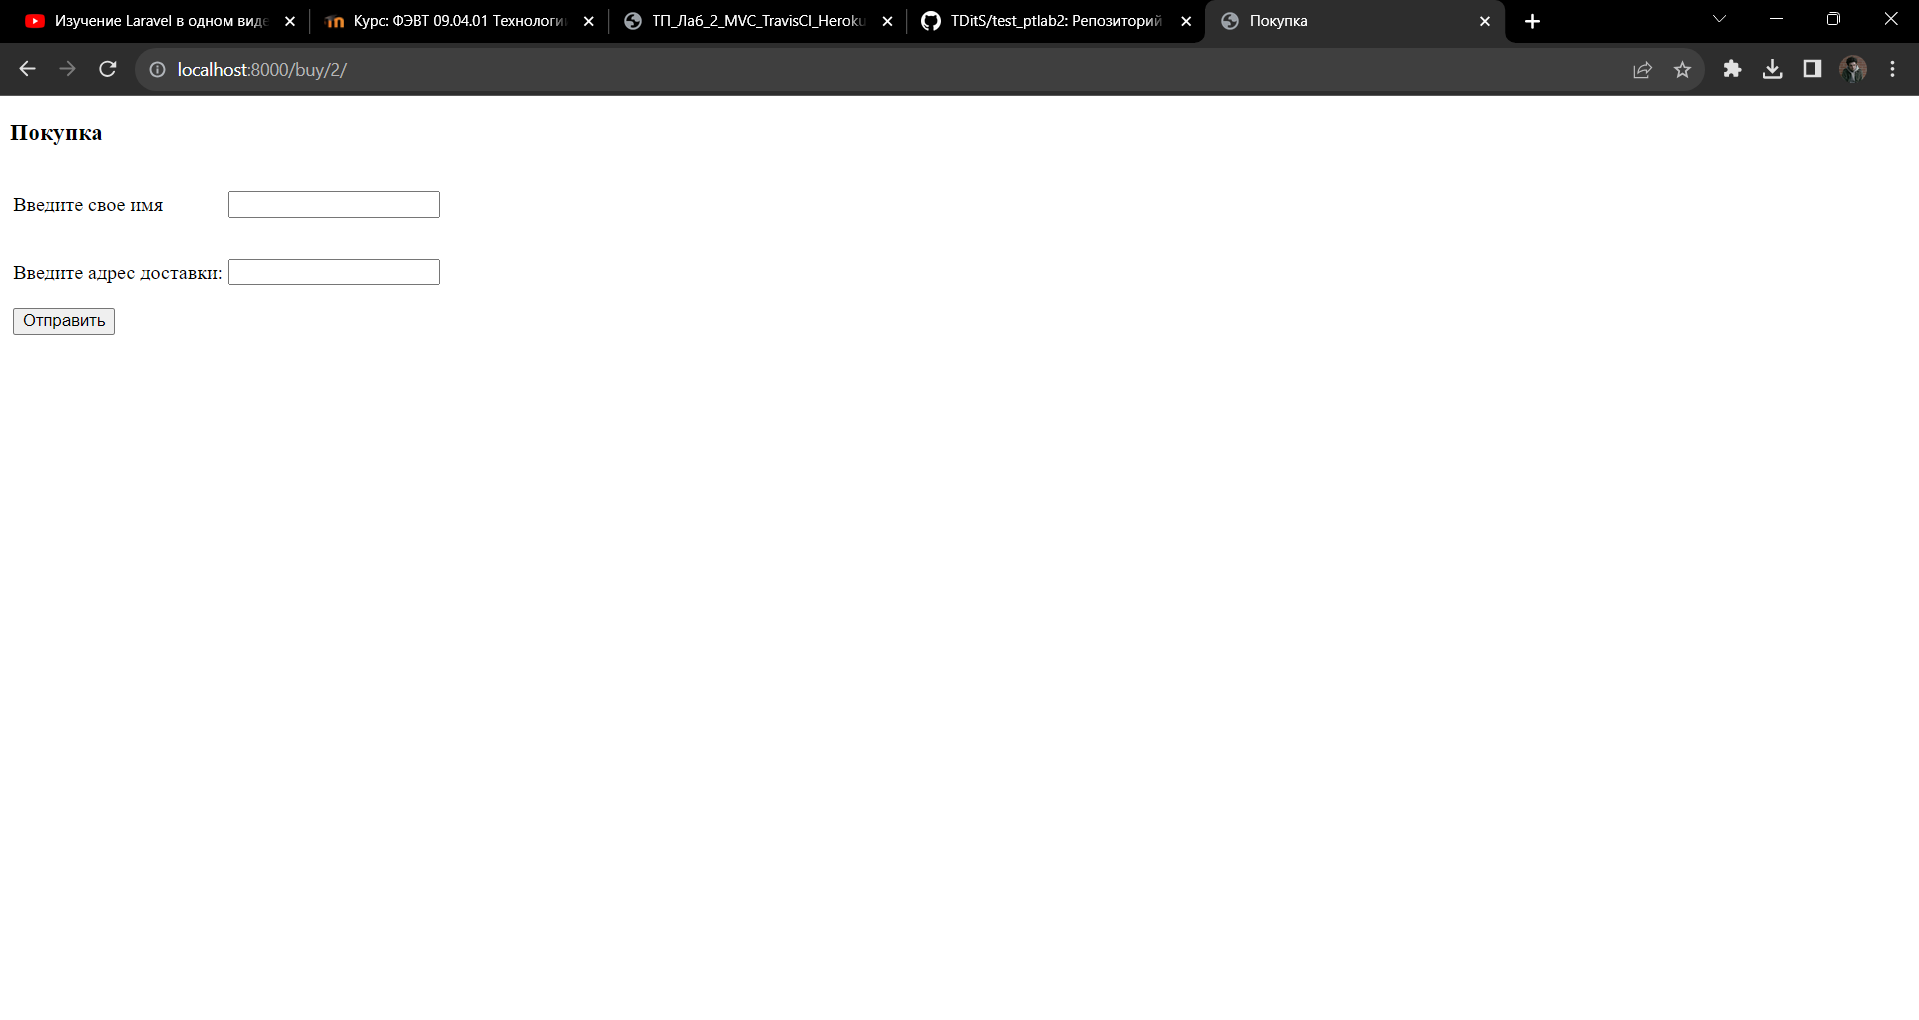 Изучение Laravel в одном виде
Курс: ФЭВТ 09.04.01 Технологии
ТП_Лаб_2_MVC_TravisCI_Heroku
TDitS/test_ptlab2: Репозиторий
Покупка
localhost:8000/buy/2/
Покупка
Введите свое имя
Введите адрес доставки:
Отправить